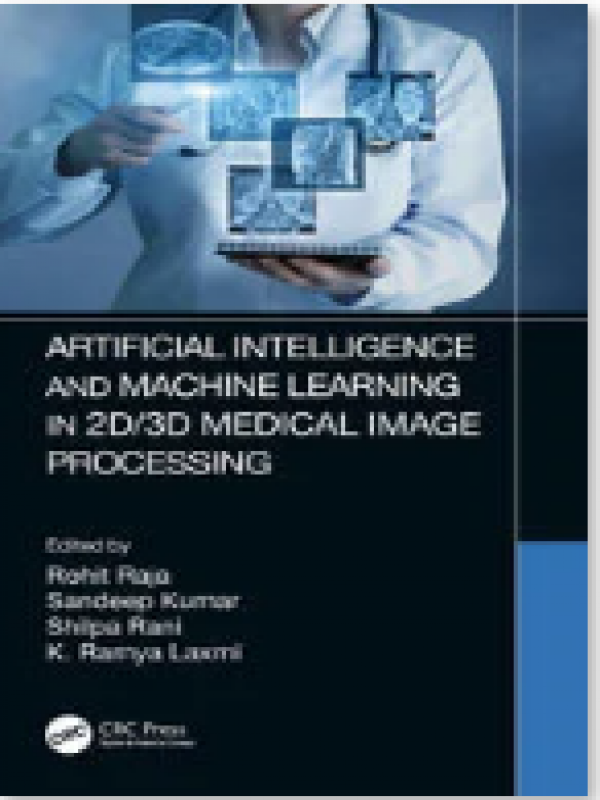 ARTIFICIAL INTELLIGENCE
AND MACHINE LEARNING
IN 2D/3D MEDICAL IMAGE
PROCESSING
Edited by
Rohit Raja
Sandeep Kumar
Shilpa Rani
K. Ramya Laxmi
CRC
CRC Press